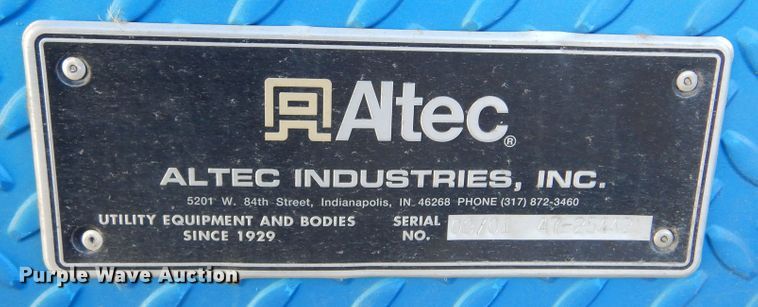 Altec®
ALTEC INDUSTRIES, INC.
5201 W. 84th Street, Indianapolis, IN 46268 PHONE (317) 872-3460
UTILITY EQUIPMENT AND BODIES
SINCE 1929
SERIAL
NO.
Purple Wave Auction